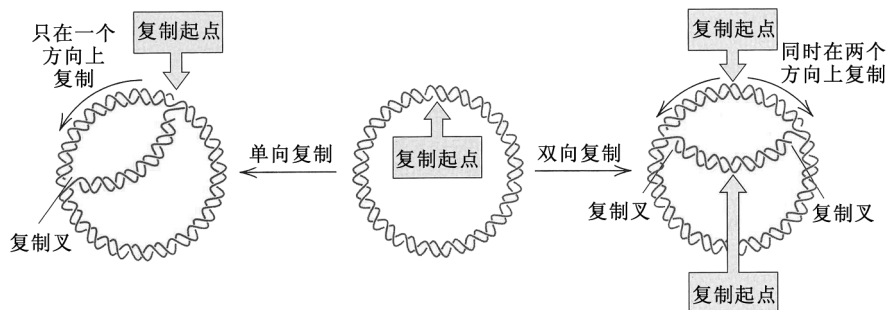 只在一个
方向上
复制
复制起点
复制叉
单向复制
复制起点
双向复制
复制起点
同时在两个
方向上复制
复制叉
复制叉
复制起点